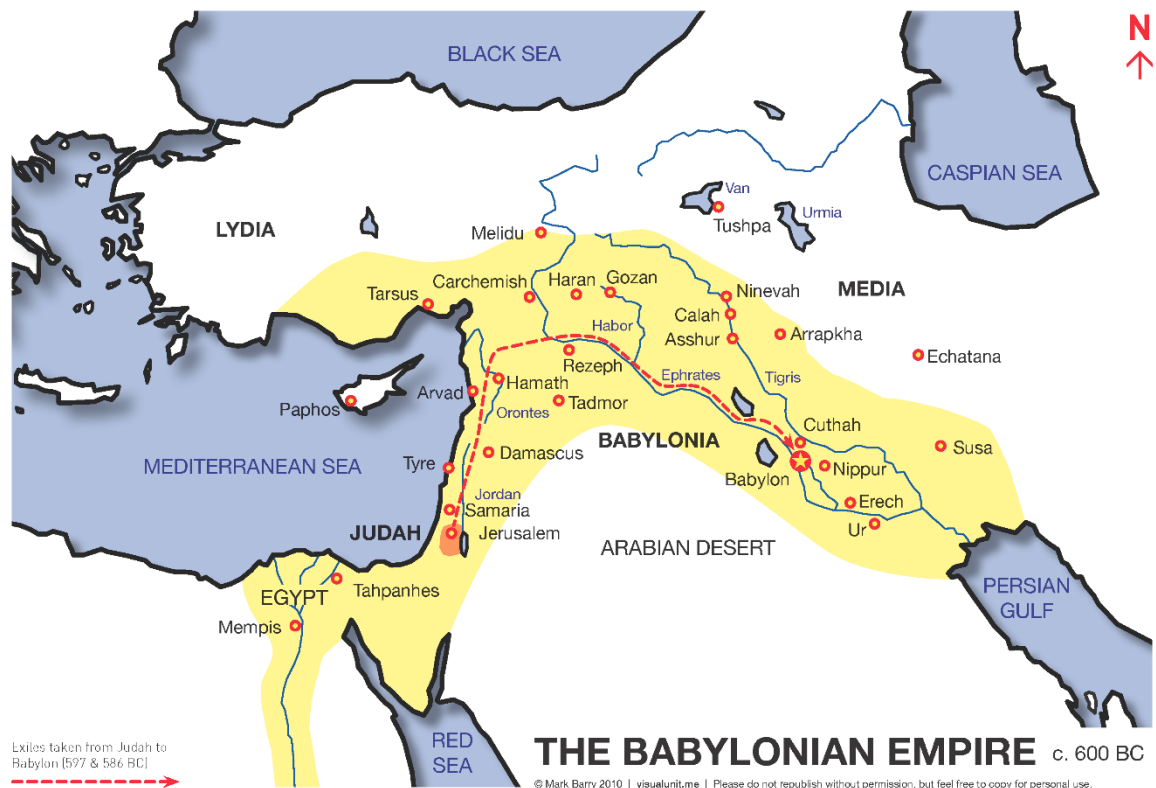 N
BLACK SEA
CASPIAN SEA
Van
Urmia
Tushpa
LYDIA
Melidu
Carchemish
Haran
Gozan
Ninevah
MEDIA
Tarsus
Calah
Habor
Asshur
Arrapkha
Echatana
Rezeph
Ephrates
Tigris
Hamath
Arvad
Paphos
Orontes
Tadmor
Cuthah
BABYLONIA
Susa
Damascus
MEDITERRANEAN SEA
Tyre
Nippur
Babylon
Jordan
Samaria
Erech
JUDAH
Jerusalem
Ur
ARABIAN DESERT
Tahpanhes
EGYPT
PERSIAN
GULF
Mempis
RED
SEA
THE BABYLONIAN EMPIRE c. 600 BC
Exiles taken from Judah to
Babylon (597 & 586 BC)
© Mark Barry 2010 | visualunit.me | Please do not republish without permission, but feel free to copy for personal use.